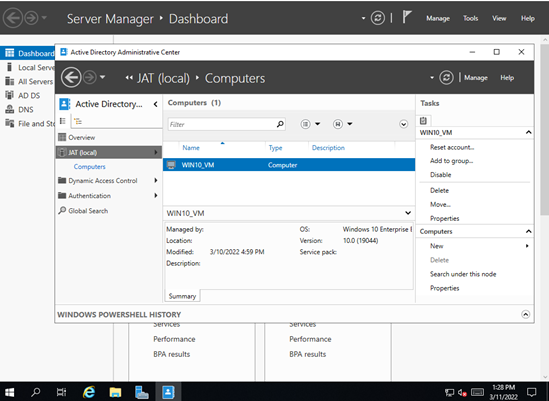 Server Manager ‣ Dashboard
Manage Tools View Help
Dashboard
Local Serve
All Servers
AD DS
DNS
File and Sto
Active Directory Administrative Center
JAT (local) ‣ Computers
Manage Help
Active Directory...
Overview
JAT (local)
Computers
Dynamic Access Control
Authentication
Global Search
Computers (1)
Filter
Name Type Description
WIN10_VM Computer
WIN10_VM
Managed by: OS: Windows 10 Enterprise
Location: Version: 10.0 (19044)
Modified: 3/10/2022 4:59 PM Service pack:
Description:
Summary
Tasks
WIN10_VM
Reset account...
Add to group...
Disable
Delete
Move...
Properties
Computers
New
Delete
Search under this node
Properties
WINDOWS POWERSHELL HISTORY
Services Services
Performance Performance
BPA results BPA results
1:28 PM
3/11/2022